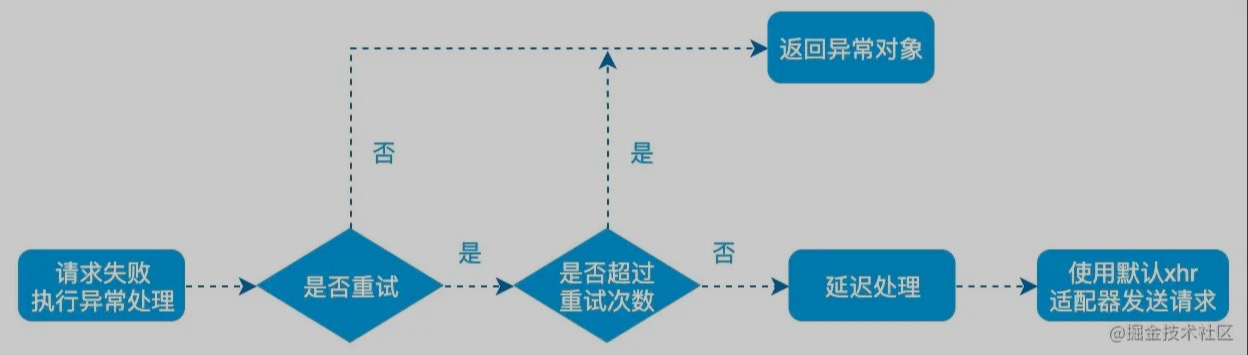 返回异常对象
否
是
请求失败
执行异常处理
是否重试
是
是否超过
重试次数
否
延迟处理
使用默认xhr
适配器发送请求
@掘金技术社区